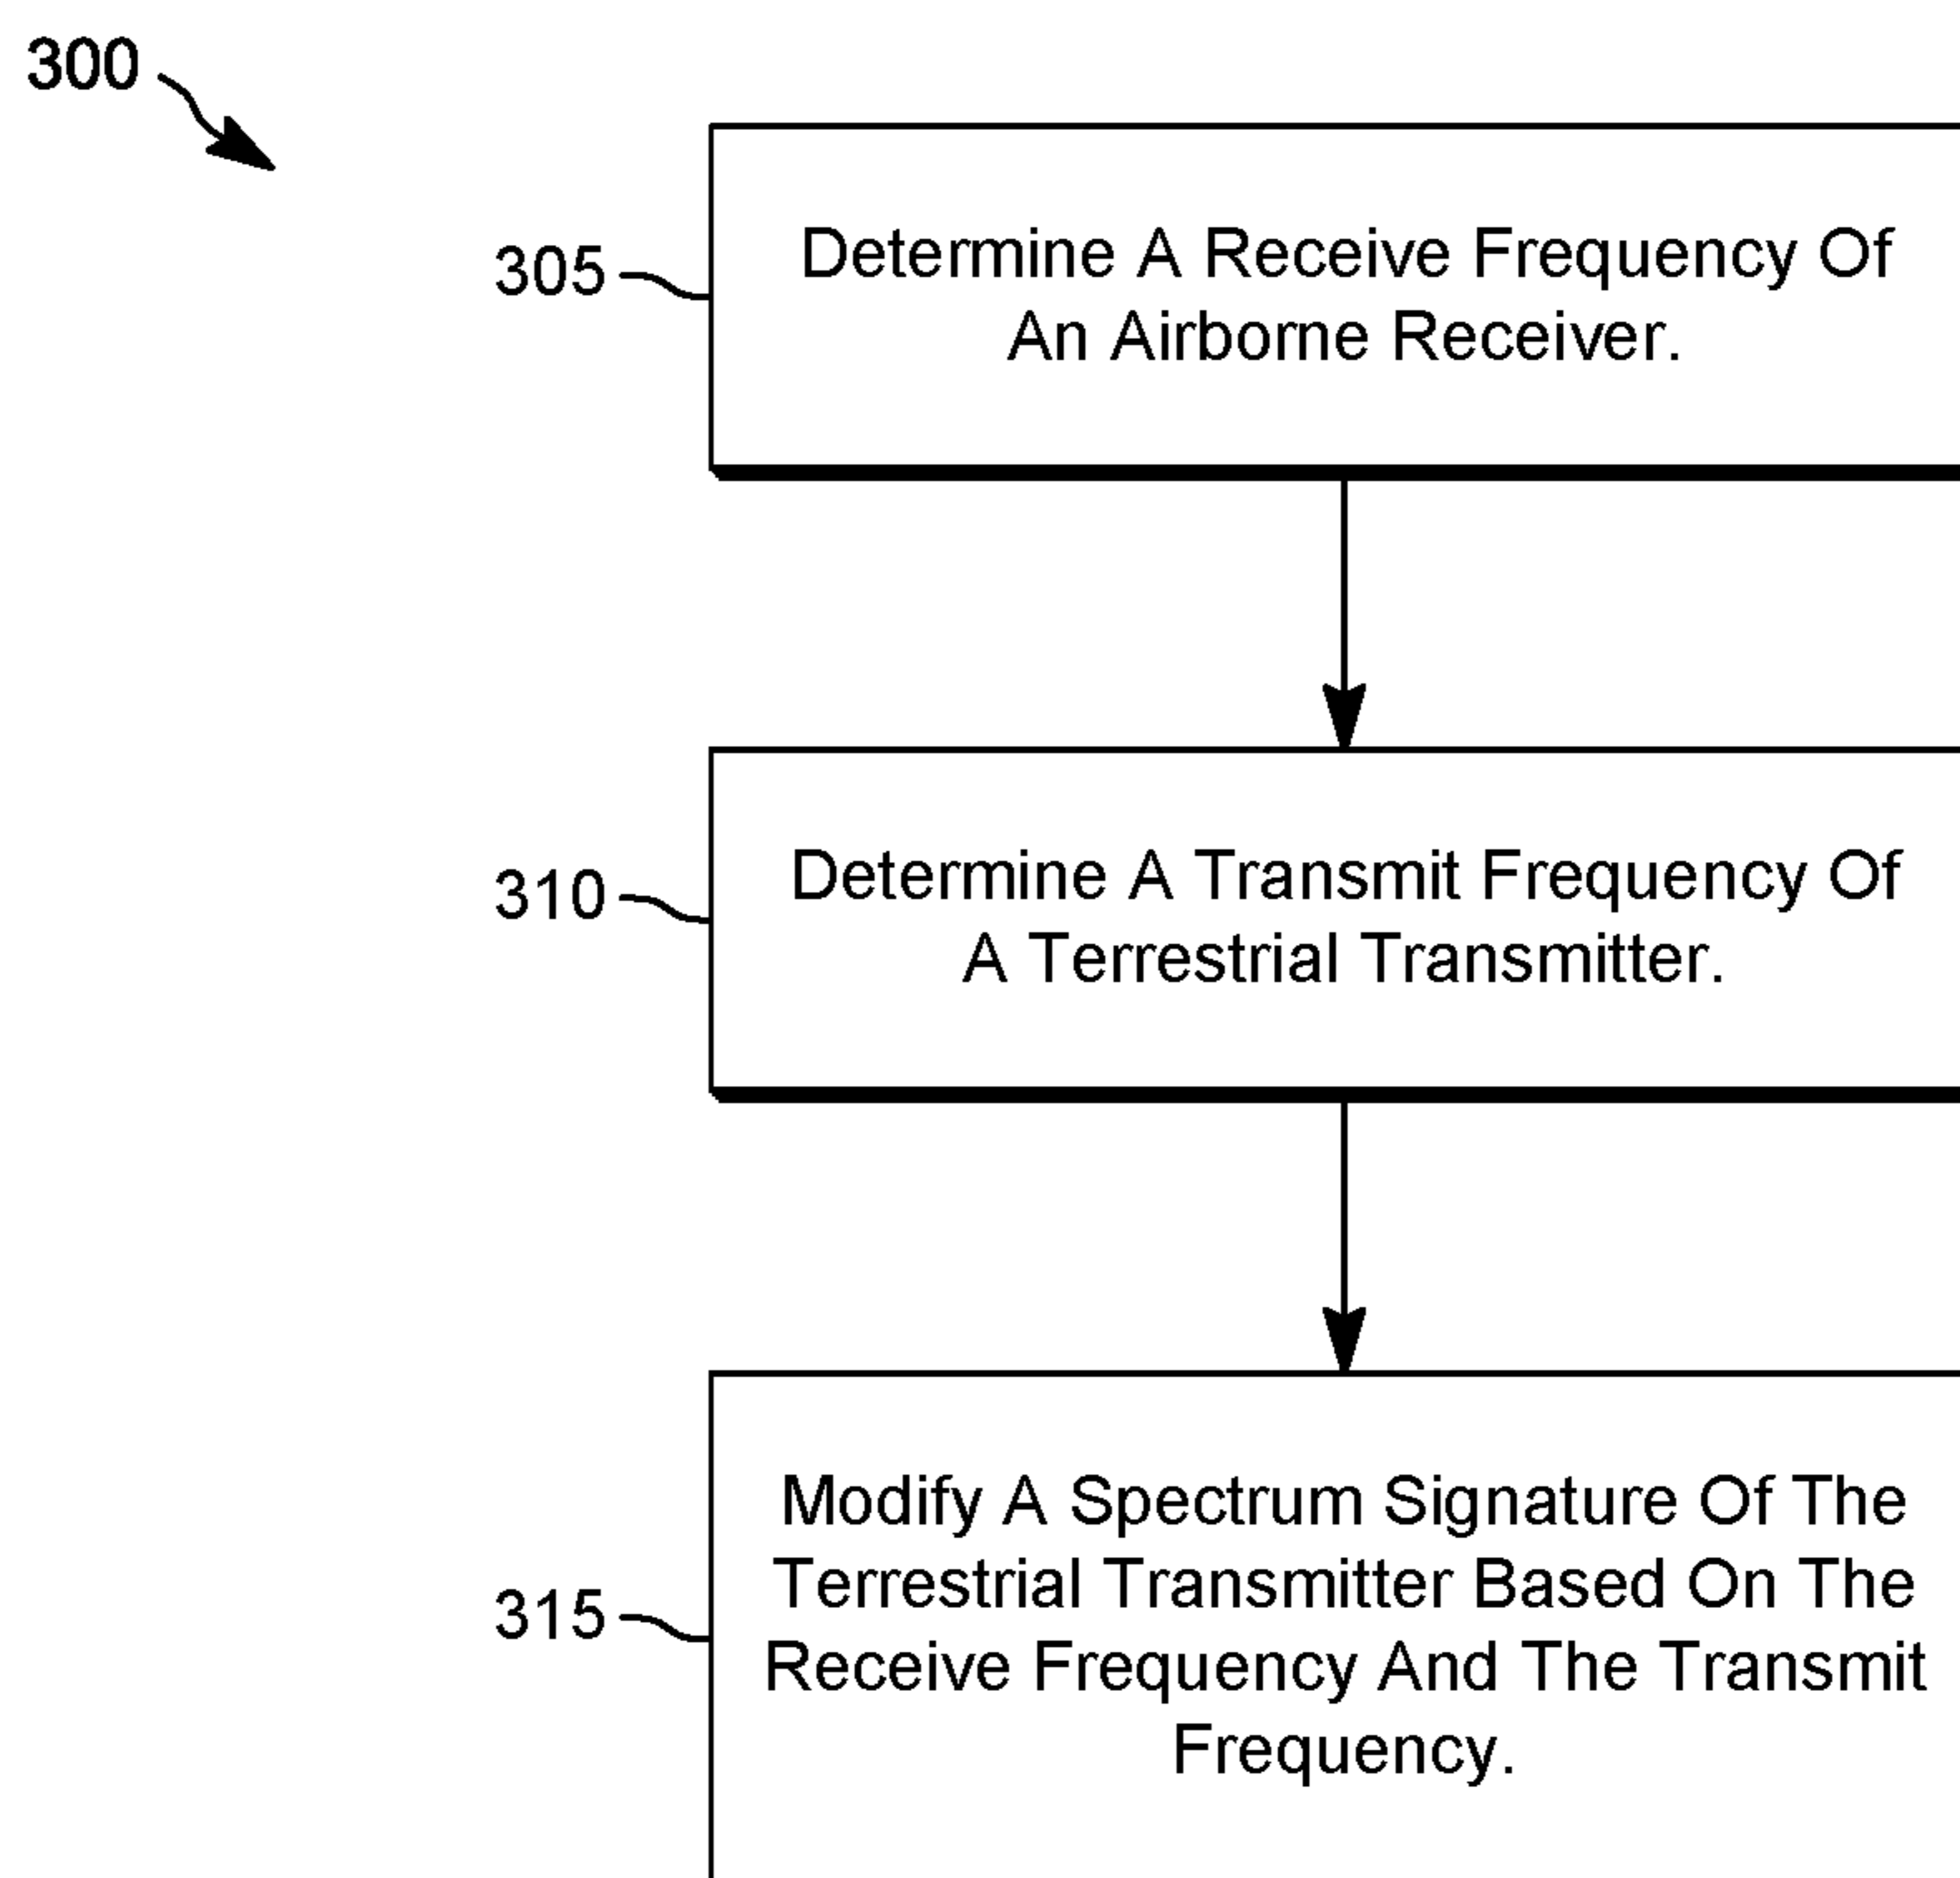 300
305
Determine A Receive Frequency Of
An Airborne Receiver.
310
Determine A Transmit Frequency Of
A Terrestrial Transmitter.
315
Modify A Spectrum Signature Of The
Terrestrial Transmitter Based On The
Receive Frequency And The Transmit
Frequency.